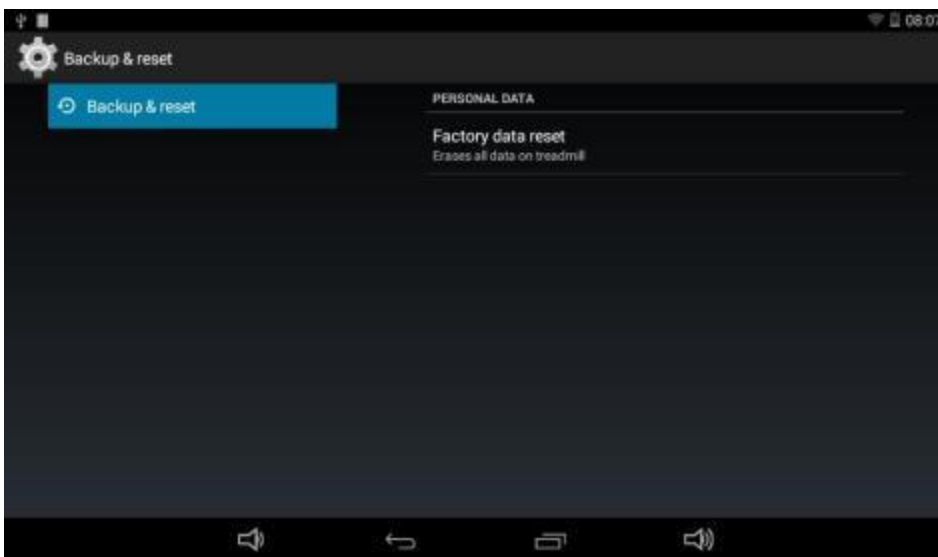 08:07
Backup & reset
Backup & reset
PERSONAL DATA
Factory data reset
Erases all data on treadmill